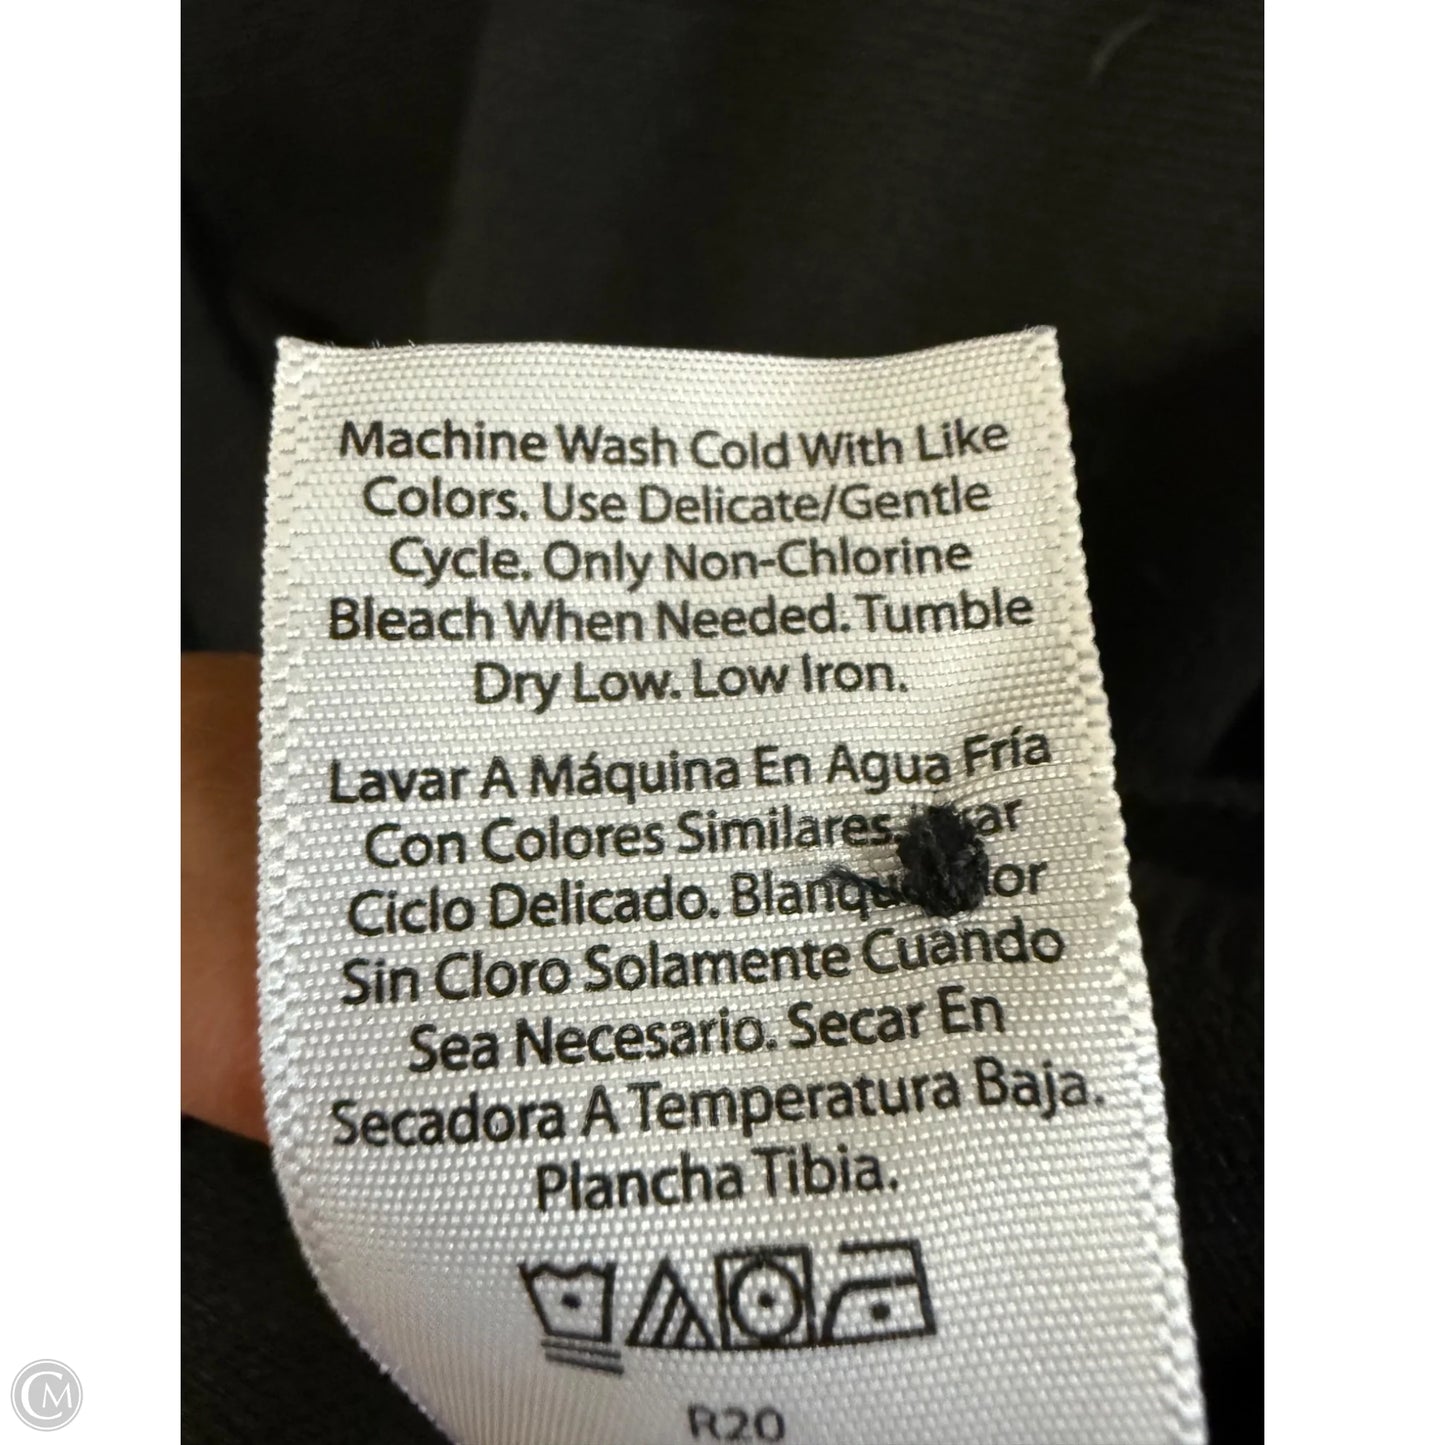 Machine Wash Cold With Like
Colors. Use Delicate/Gentle
Cycle. Only Non-Chlorine
Bleach When Needed. Tumble
Dry Low. Low Iron.
Lavar A Máquina En Agua Fría
Con Colores Similares.
Ciclo Delicado.
Sin Cloro Solamente Cuando
Sea Necesario. Secar En
Secadora A Temperatura Baja.
Plancha Tibia.
R20
CM